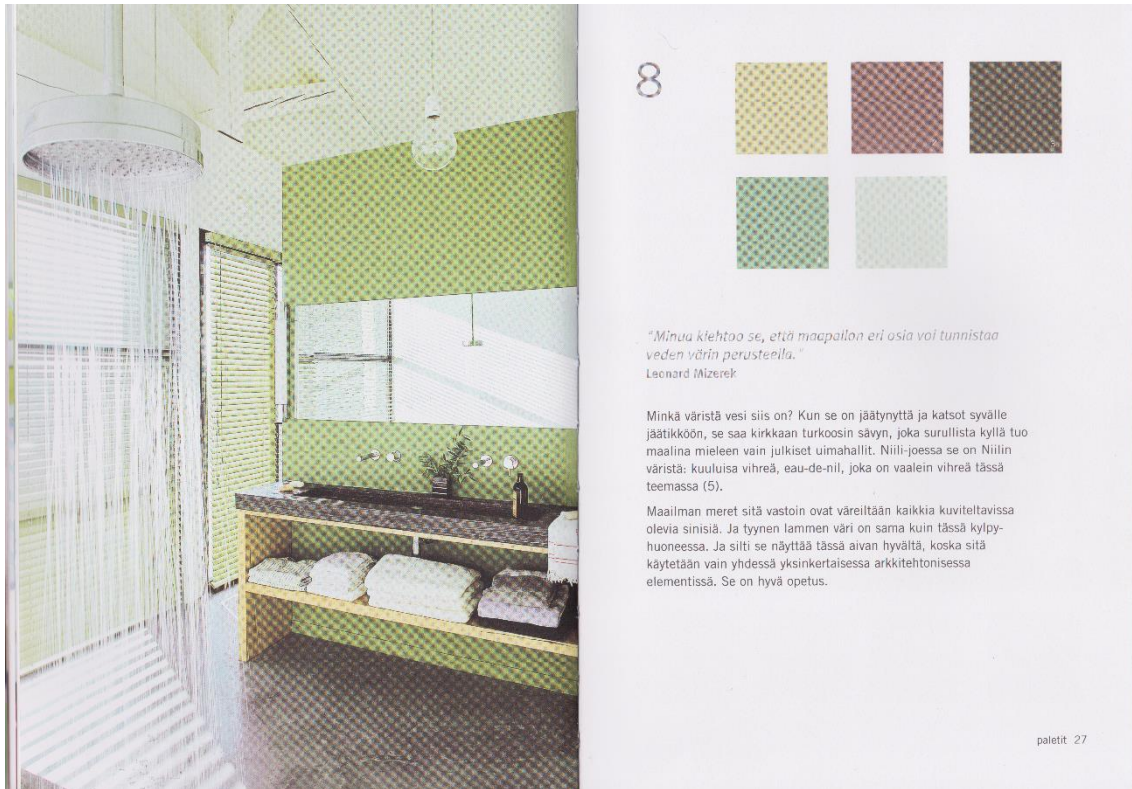 8
"Minua kiehtoo se, että maapallon eri osia voi tunnistaa
veden värin perusteella."
Leonard Mizerek
Minkä väristä vesi siis on? Kun se on jäätynyttä ja katsot syvälle
jäätikköön, se saa kirkkaan turkoosin sävyn, joka surullista kyllä tuo
maalina mieleen vain julkiset uimahallit. Niili-joessa se on Niilin
väristä: kuuluisa vihreä, eau-de-nil, joka on vaalein vihreä tässä
teemassa (5).
Maailman meret sitä vastoin ovat väreiltään kaikkia kuviteltavissa
olevia sinisiä. Ja tyynen lammen väri on sama kuin tässä kylpy-
huoneessa. Ja silti se näyttää tässä aivan hyvältä, koska sitä
käytetään vain yhdessä yksinkertaisessa arkkitehtonisessa
elementissä. Se on hyvä opetus.
paletit 27